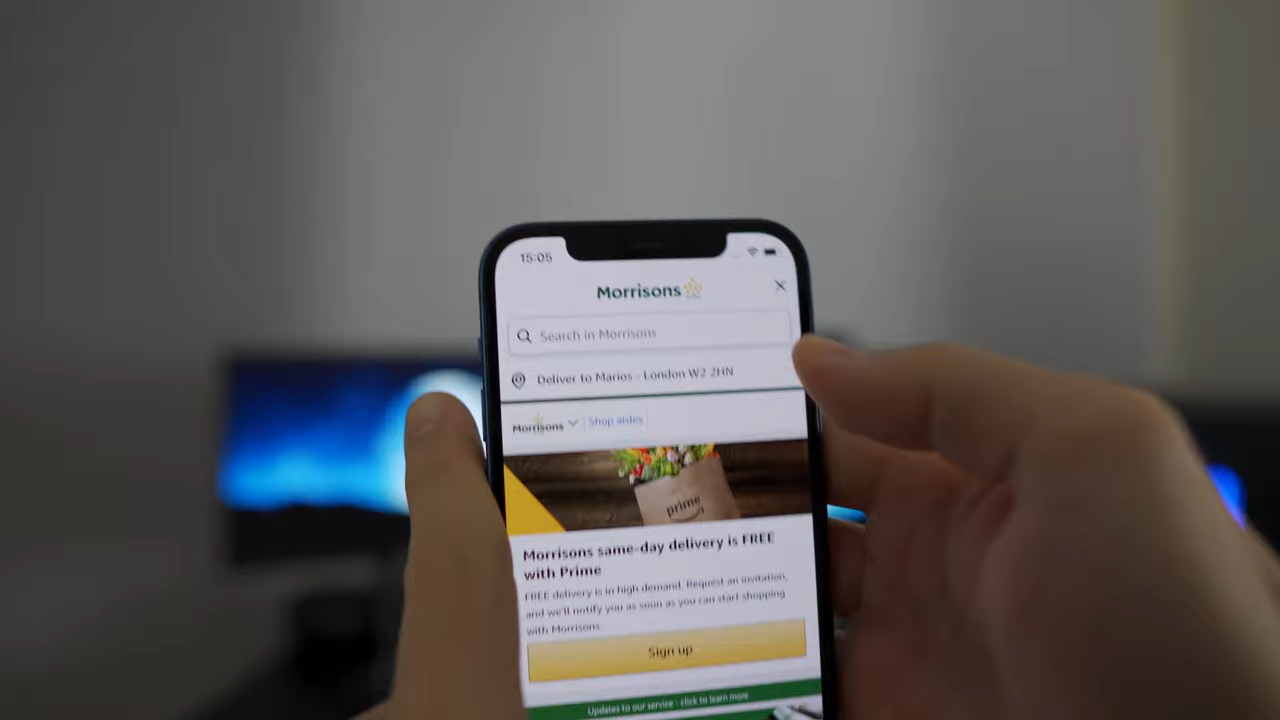 15:05
Morrisons
Search in Morrisons
Deliver to Marios - London W2 2HN
Morrisons Shop aisles
prime
Morrisons same-day delivery is FREE
with Prime
FREE delivery is in high demand. Request an invitation,
and we'll notify you as soon as you can start shopping
with Morrisons.
Sign up
Updates to our service - click to learn more